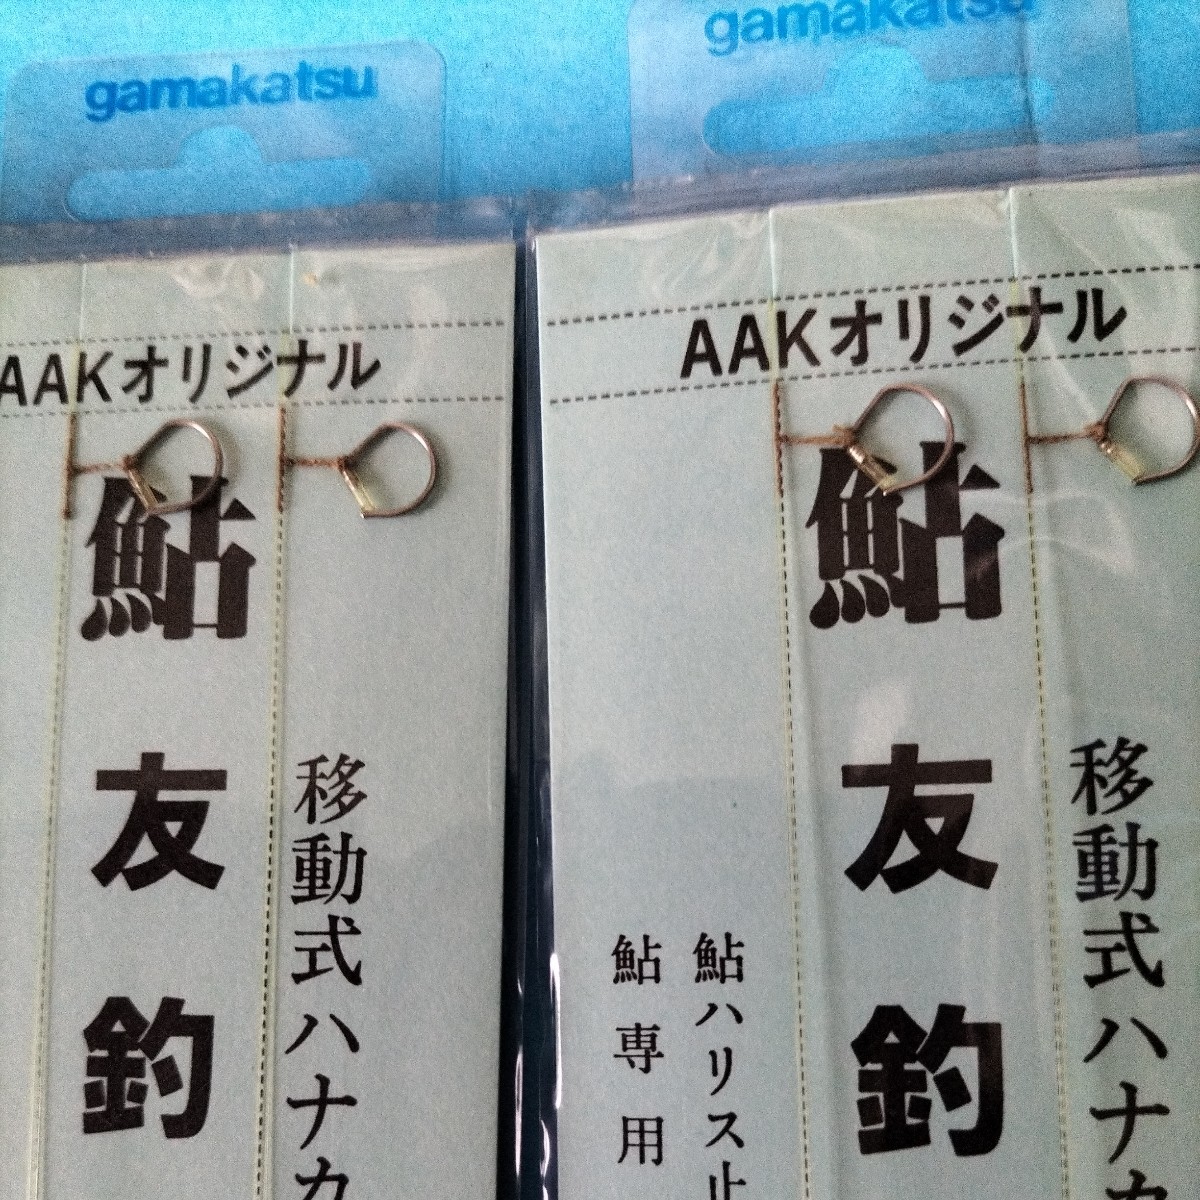 gamakatsu
AAKオリジナル
鮎友釣
移動式ハナカ
gamakatsu
AAKオリジナル
鮎友釣
移動式ハナカ
鮎ハリス止
鮎専用